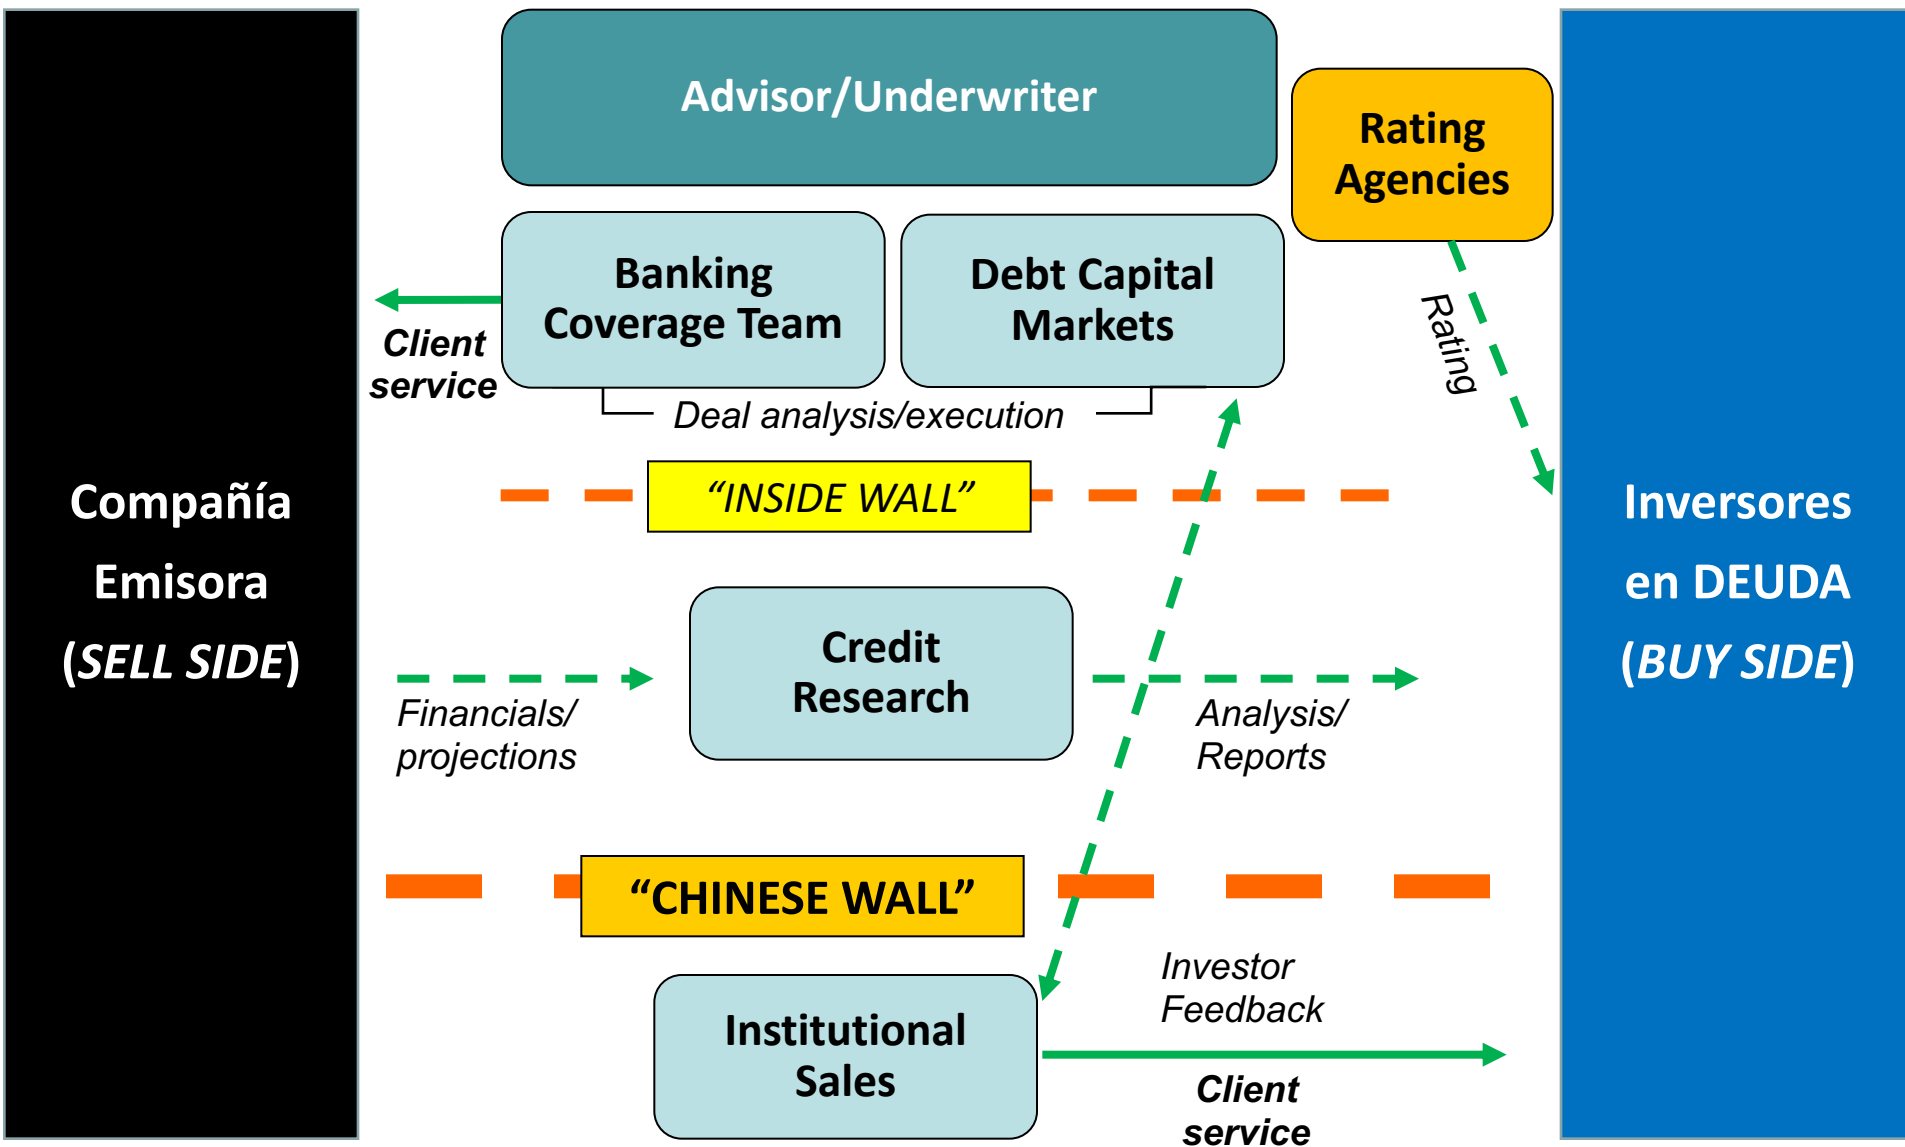 Compañía
Emisora
(SELL SIDE)
Advisor/Underwriter
Rating
Agencies
Banking
Coverage Team
Debt Capital
Markets
Client
service
Deal analysis/execution
Rating
“INSIDE WALL”
Credit
Research
Financials/
projections
Analysis/
Reports
“CHINESE WALL”
Institutional
Sales
Investor
Feedback
Client
service
Inversores
en DEUDA
(BUY SIDE)